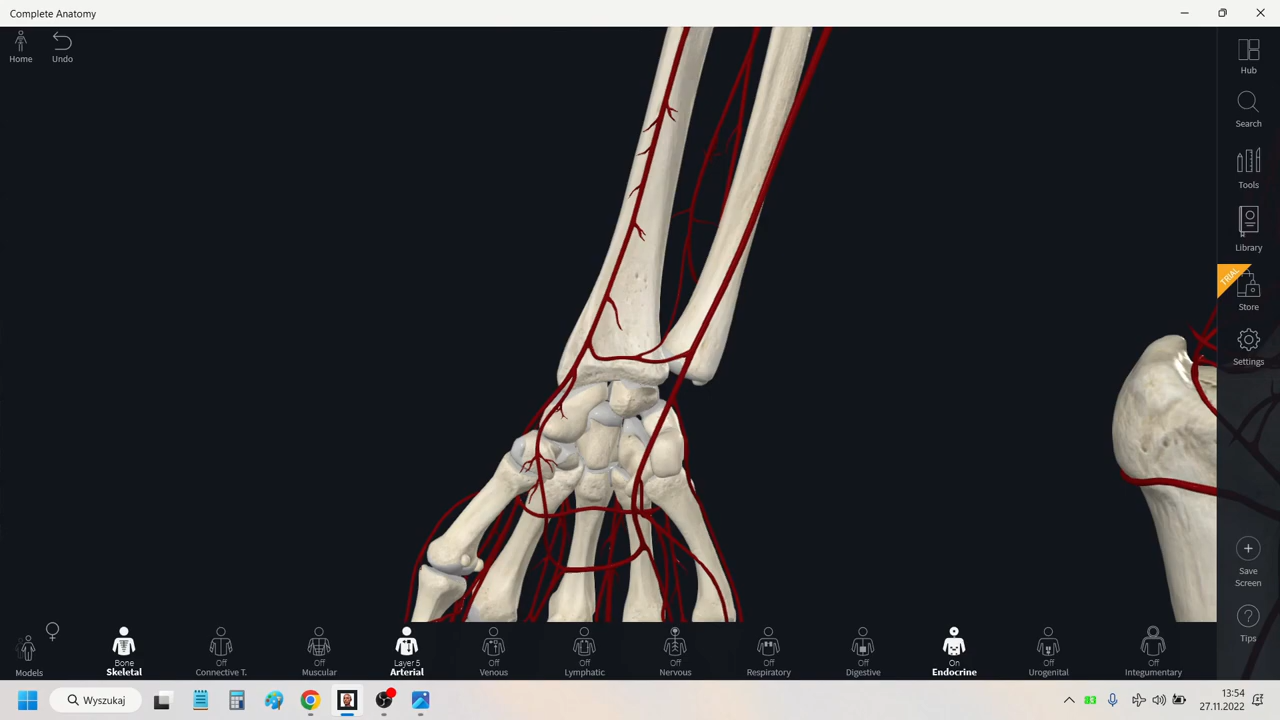 Complete Anatomy
Home
Undo
Hub
Search
Tools
Library
TRIAL
Store
Settings
Save
Screen
Tips
Models
Bone
Skeletal
Off
Connective T.
Off
Muscular
Layer 5
Arterial
Off
Venous
Off
Lymphatic
Off
Nervous
Off
Respiratory
Off
Digestive
On
Endocrine
Off
Urogenital
Off
Integumentary
Wyszukaj
83
13:54
27.11.2022